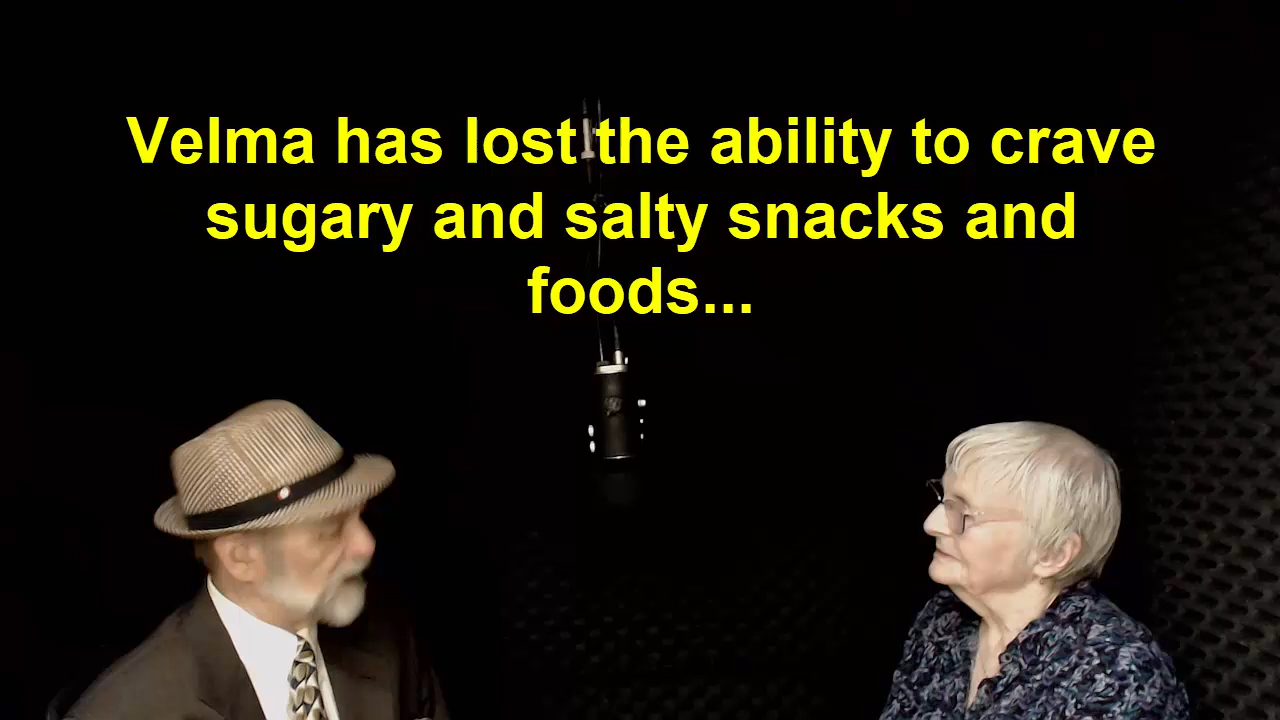 Velma has lost the ability to crave
sugary and salty snacks and
foods...